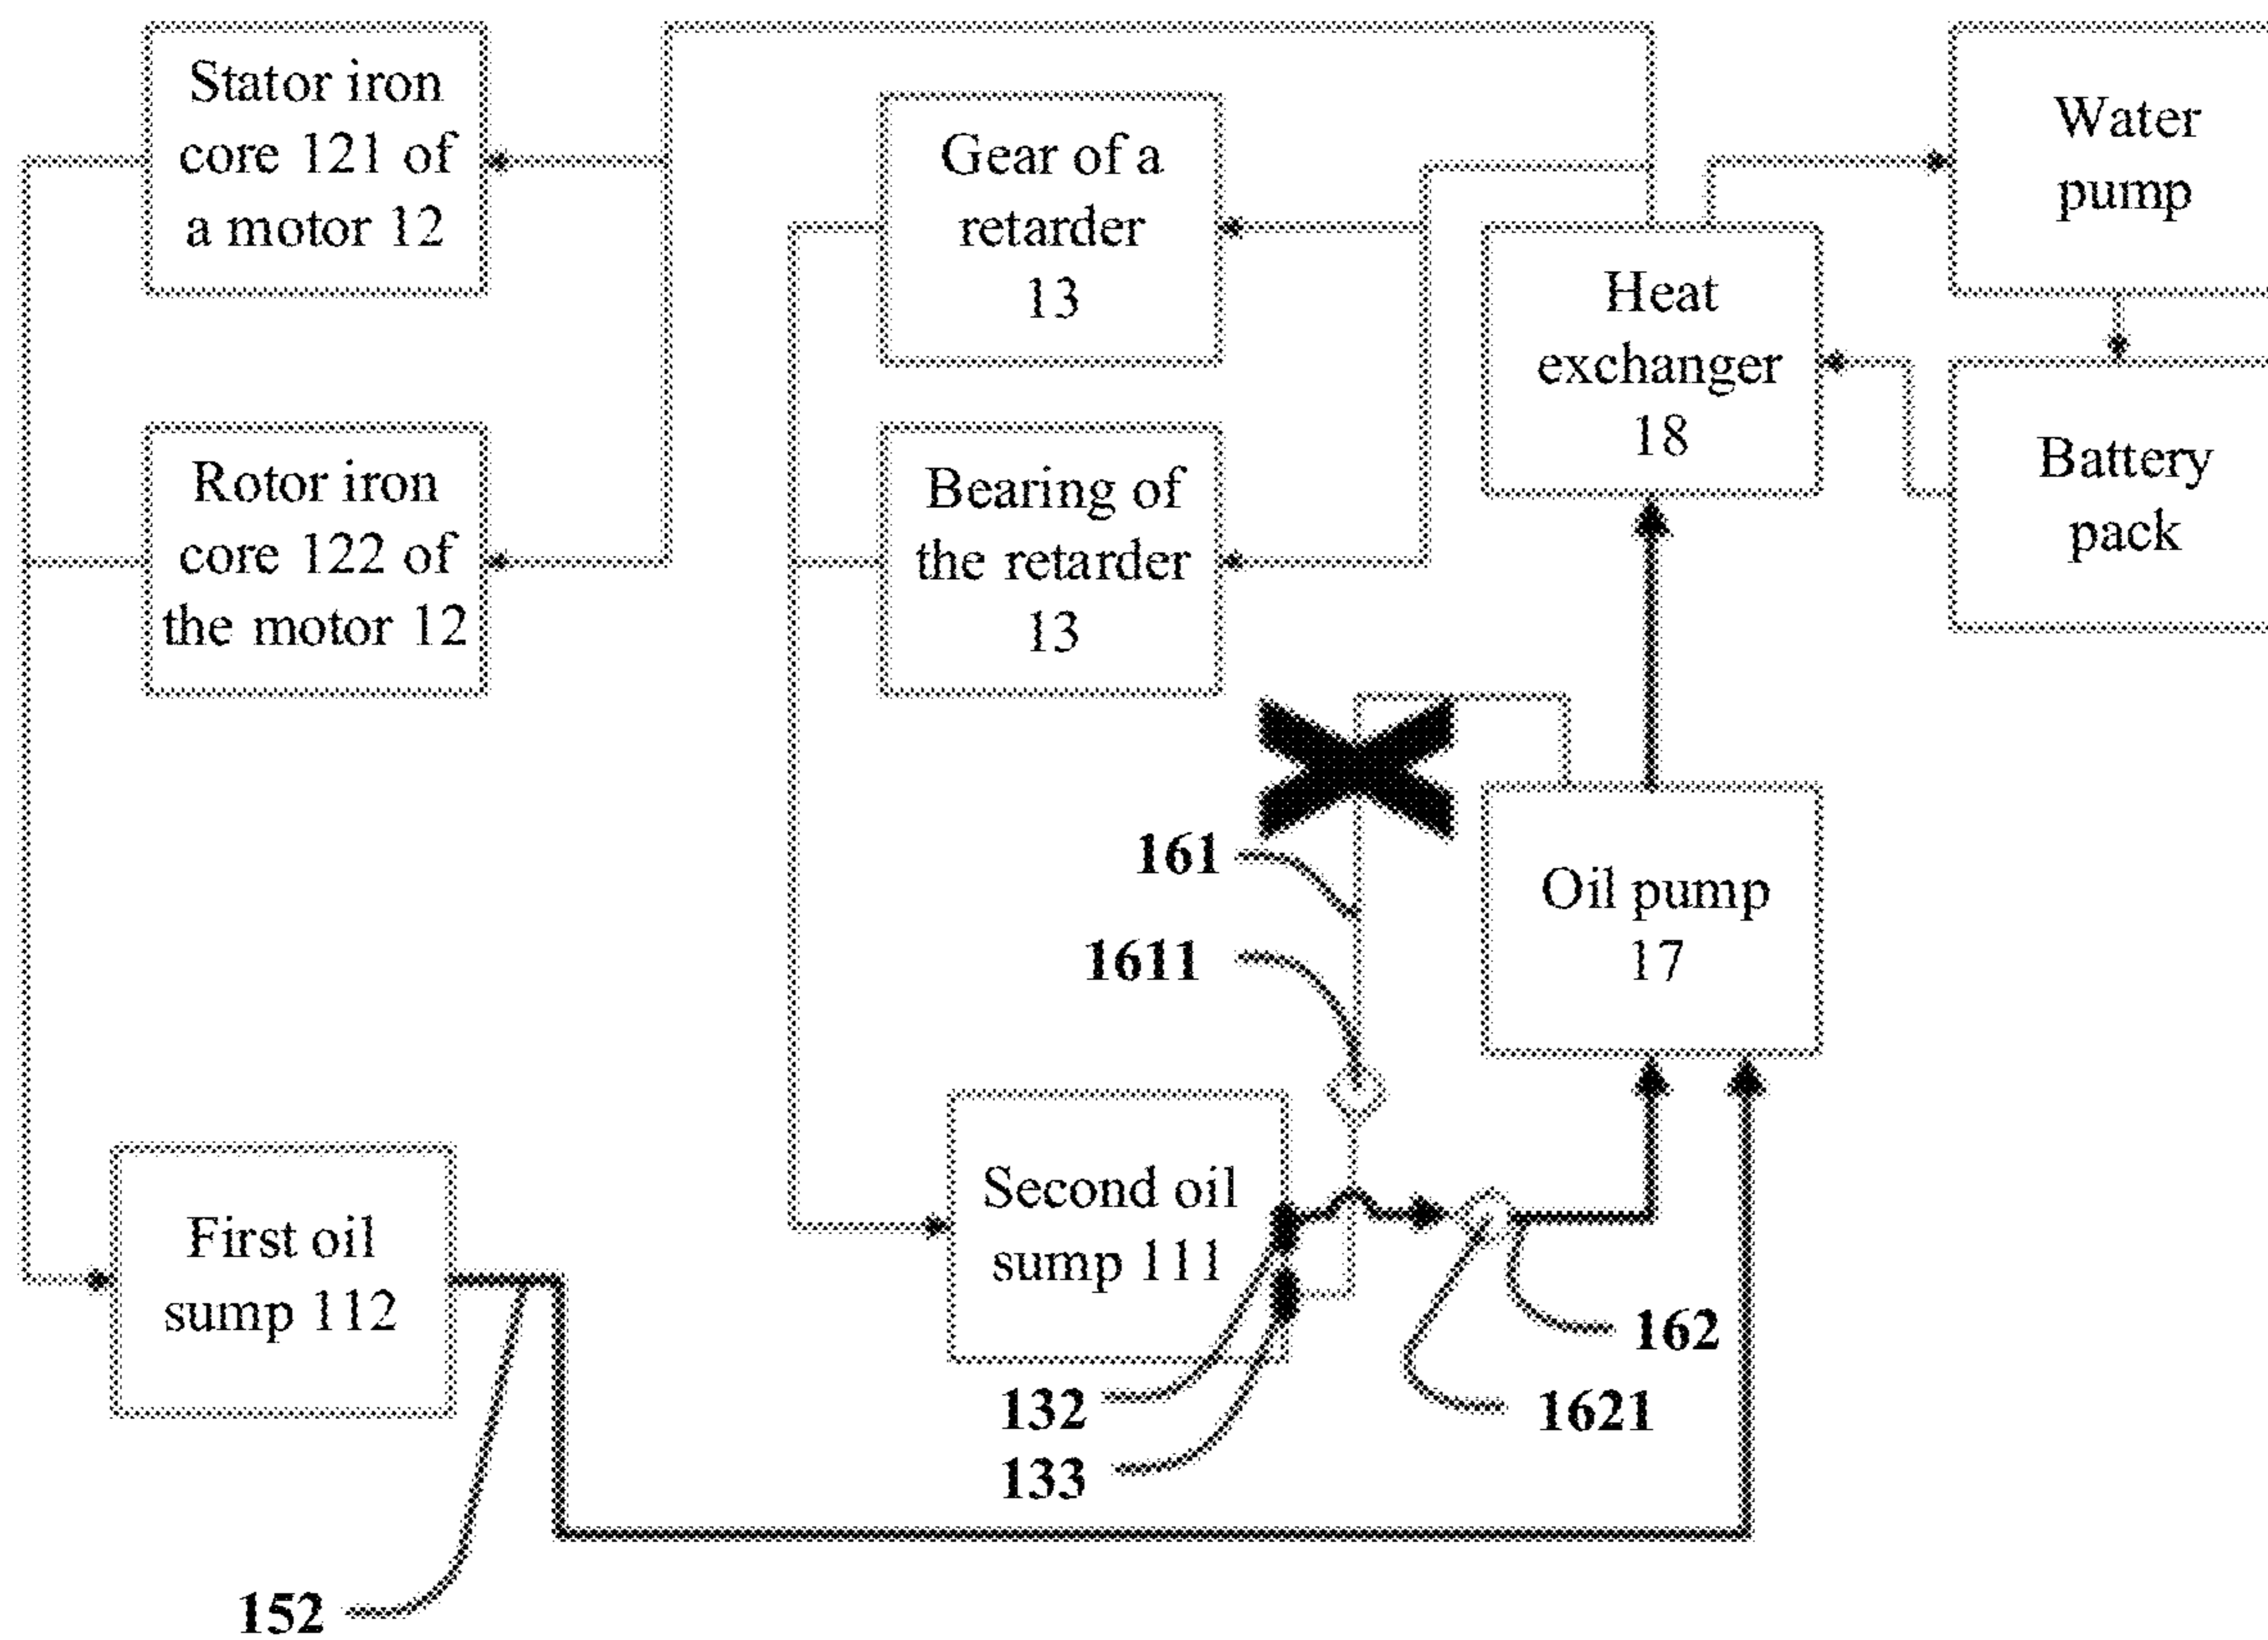 Stator iron
core 121 of
a motor 12
Gear of a
retarder
13
Water
pump
Heat
exchanger
18
Rotor iron
core 122 of
the motor 12
Bearing of
the retarder
13
Battery
pack
161
1611
Oil pump
17
Second oil
sump 111
First oil
sump 112
162
132
1621
133
152